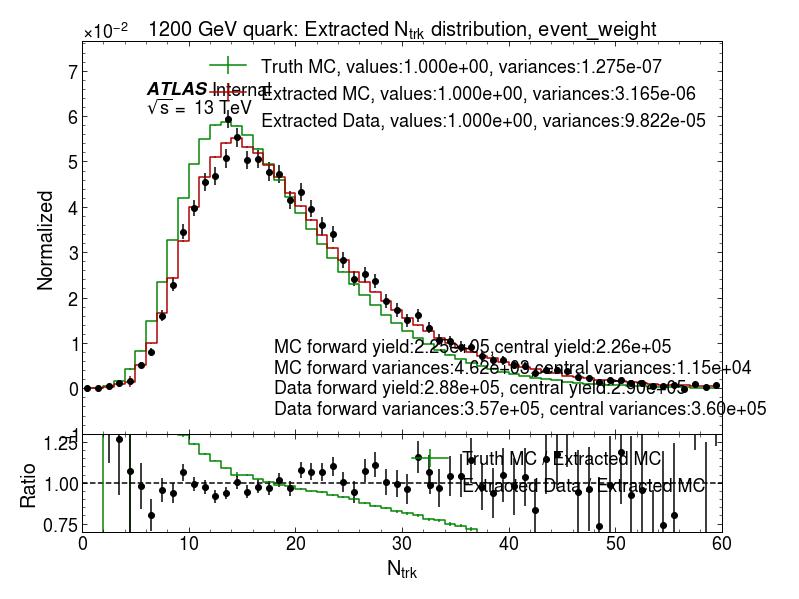 ×10⁻² 1200 GeV quark: Extracted N_trk distribution, event_weight
Truth MC, values:1.000e+00, variances:1.275e-07
ATLAS Internal
Extracted MC, values:1.000e+00, variances:3.165e-06
√s = 13 TeV
Extracted Data, values:1.000e+00, variances:9.822e-05
7
6
5
4
3
2
1
0
1
Normalized
MC forward yield:2.25e+05,central yield:2.26e+05
MC forward variances:4.62e+03,central variances:1.15e+04
Data forward yield:2.88e+05, central yield:2.90e+05
Data forward variances:3.57e+05, central variances:3.60e+05
1.25
1.00
0.75
Ratio
Truth MC / Extracted MC
Extracted Data / Extracted MC
0 10 20 30 40 50 60
N_trk